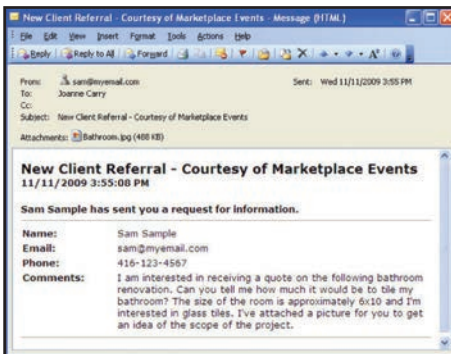 New Client Referral - Courtesy of Marketplace Events - Message (HTML)
File Edit View Insert Format Tools Actions Help
Reply Reply to All Forward
From: sam@myemail.com Sent: Wed 11/11/2009 3:55 PM
To: Joanne Carry
Cc:
Subject: New Client Referral - Courtesy of Marketplace Events
Attachments: Bathroom.jpg (488 KB)
New Client Referral - Courtesy of Marketplace Events
11/11/2009 3:55:08 PM
Sam Sample has sent you a request for information.
Name: Sam Sample
Email: sam@myemail.com
Phone: 416-123-4567
Comments: I am interested in receiving a quote on the following bathroom
renovation. Can you tell me how much it would be to tile my
bathroom? The size of the room is approximately 6x10 and I'm
interested in glass tiles. I've attached a picture for you to get
an idea of the scope of the project.